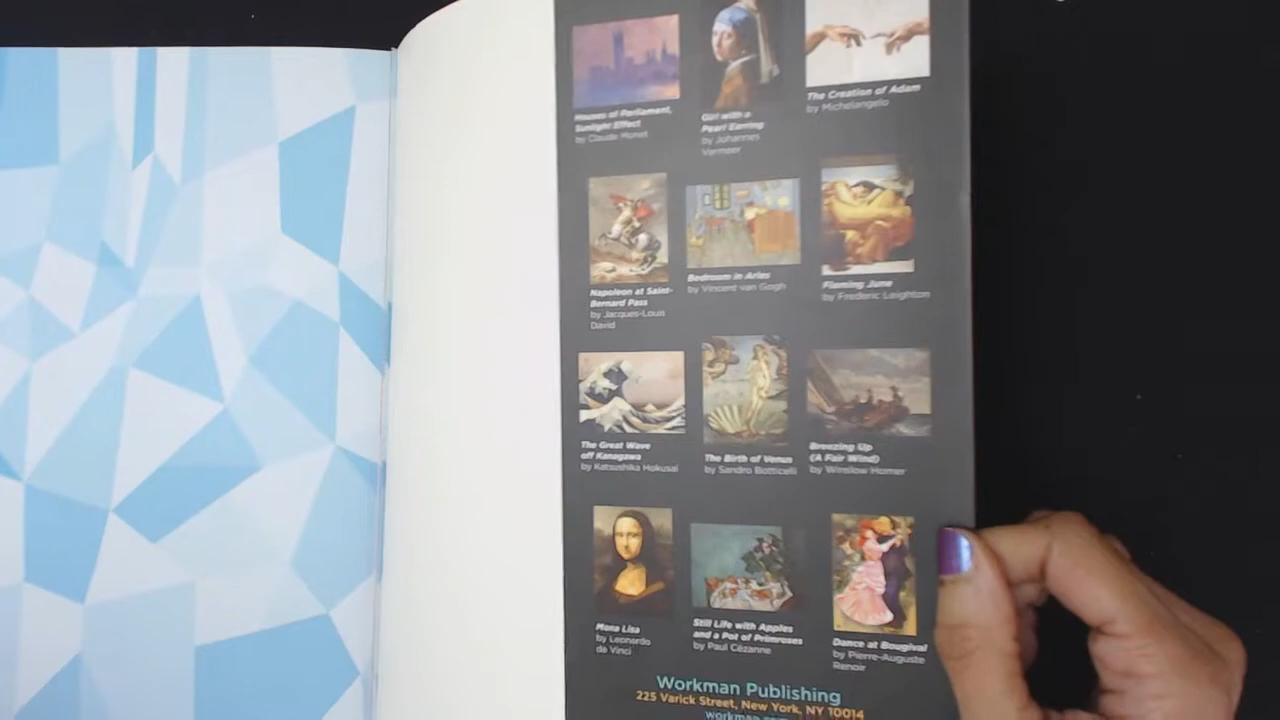 Houses of Parliament,
Sunlight Effect
by Claude Monet
Girl with a
Pearl Earring
by Johannes
Vermeer
The Creation of Adam
by Michelangelo
Napoleon at Saint-
Bernard Pass
by Jacques-Louis
David
Bedroom in Arles
by Vincent van Gogh
Flaming June
by Frederic Leighton
The Great Wave
off Kanagawa
by Katsushika Hokusai
The Birth of Venus
by Sandro Botticelli
Breezing Up
(A Fair Wind)
by Winslow Homer
Mona Lisa
by Leonardo
da Vinci
Still Life with Apples
and a Pot of Primroses
by Paul Cézanne
Dance at Bougival
by Pierre-Auguste
Renoir
Workman Publishing
225 Varick Street, New York, NY 10014